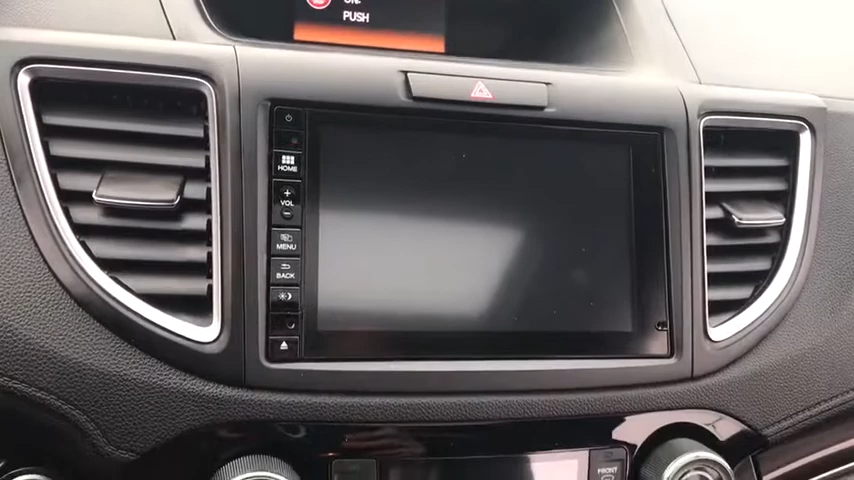 PUSH
HOME
+
VOL
-
MENU
BACK
FRONT